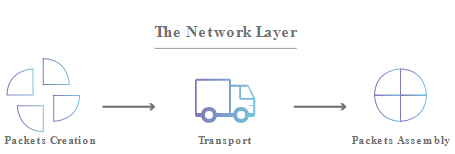 The Network Layer
Packets Creation
Transport
Packets Assembly